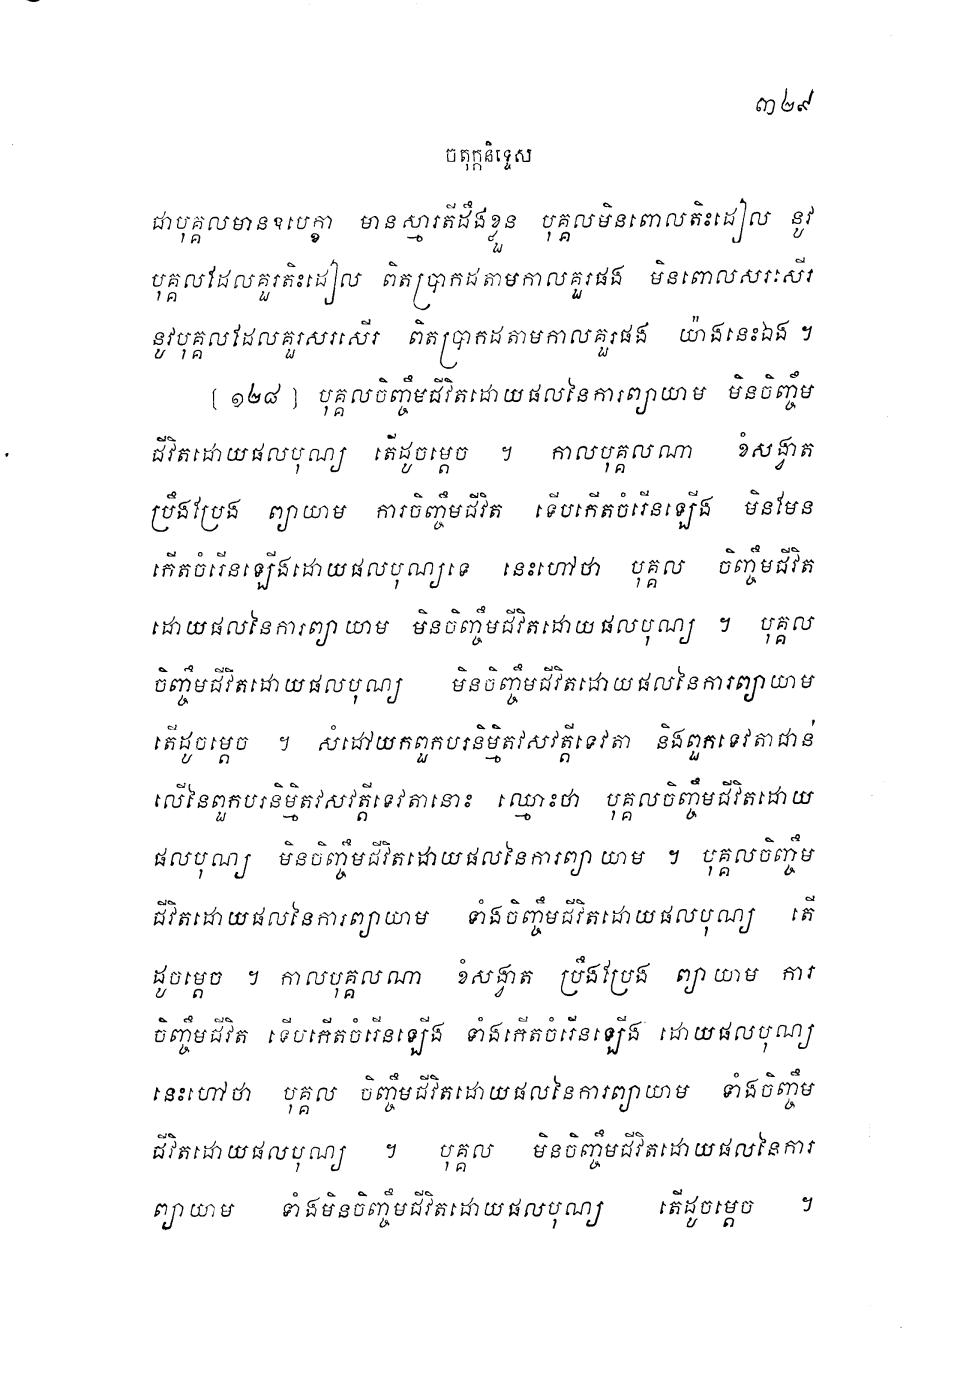 ៣២៩
ចតុក្កនិទ្ទេស
ជាបុគ្គលមានឧបេក្ខា មានស្មារតីដឹងខ្លួន បុគ្គលមិនពោលតិះដៀល នូវ
បុគ្គលដែលគួរតិះដៀល ពិតប្រាកដតាមកាលគួរផង មិនពោលសរសើរ
នូវបុគ្គលដែលគួរសរសើរ ពិតប្រាកដតាមកាលគួរផង យ៉ាងនេះឯង ។
[ ១២៨ ] បុគ្គលចិញ្ចឹមជីវិតដោយផលនៃការព្យាយាម មិនចិញ្ចឹម
ជីវិតដោយផលបុណ្យ តើដូចម្តេច ។ កាលបុគ្គលណា ខំសង្វាត
ប្រឹងប្រែង ព្យាយាម ការចិញ្ចឹមជីវិត ទើបកើតចំរើនឡើង មិនមែន
កើតចំរើនឡើងដោយផលបុណ្យទេ នេះហៅថា បុគ្គល ចិញ្ចឹមជីវិត
ដោយផលនៃការព្យាយាម មិនចិញ្ចឹមជីវិតដោយផលបុណ្យ ។ បុគ្គល
ចិញ្ចឹមជីវិតដោយផលបុណ្យ មិនចិញ្ចឹមជីវិតដោយផលនៃការព្យាយាម
តើដូចម្តេច ។ សំដៅយកពួកបរនិម្មិតវសវត្តីទេវតា និងពួកទេវតាជាន់
លើនៃពួកបរនិម្មិតវសវត្តីទេវតានោះ ឈ្មោះថា បុគ្គលចិញ្ចឹមជីវិតដោយ
ផលបុណ្យ មិនចិញ្ចឹមជីវិតដោយផលនៃការព្យាយាម ។ បុគ្គលចិញ្ចឹម
ជីវិតដោយផលនៃការព្យាយាម ទាំងចិញ្ចឹមជីវិតដោយផលបុណ្យ តើ
ដូចម្តេច ។ កាលបុគ្គលណា ខំសង្វាត ប្រឹងប្រែង ព្យាយាម ការ
ចិញ្ចឹមជីវិត ទើបកើតចំរើនឡើង ទាំងកើតចំរើនឡើង ដោយផលបុណ្យ
នេះហៅថា បុគ្គល ចិញ្ចឹមជីវិតដោយផលនៃការព្យាយាម ទាំងចិញ្ចឹម
ជីវិតដោយផលបុណ្យ ។ បុគ្គល មិនចិញ្ចឹមជីវិតដោយផលនៃការ
ព្យាយាម ទាំងមិនចិញ្ចឹមជីវិតដោយផលបុណ្យ តើដូចម្តេច ។